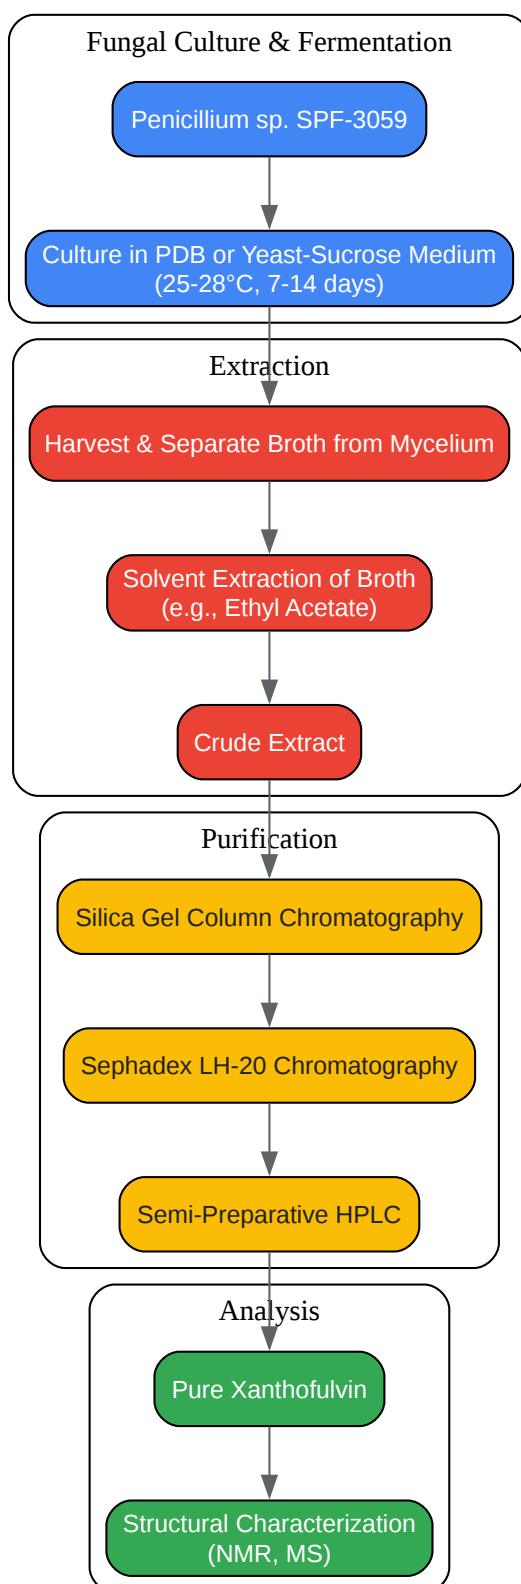 Fungal Culture & Fermentation
Penicillium sp. SPF-3059
Culture in PDB or Yeast-Sucrose Medium
(25-28°C, 7-14 days)
Extraction
Harvest & Separate Broth from Mycelium
Solvent Extraction of Broth
(e.g., Ethyl Acetate)
Crude Extract
Purification
Silica Gel Column Chromatography
Sephadex LH-20 Chromatography
Semi-Preparative HPLC
Analysis
Pure Xanthofulvin
Structural Characterization
(NMR, MS)